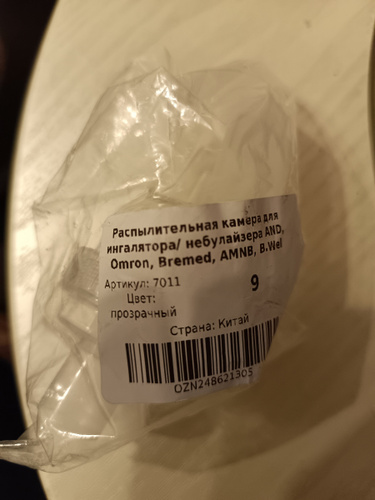 Распылительная камера для
ингалятора/ небулайзера AND,
Omron, Bremed, AMNB, B.Wel
Артикул: 7011
9
Цвет:
прозрачный
Страна: Китай
OZN248621305